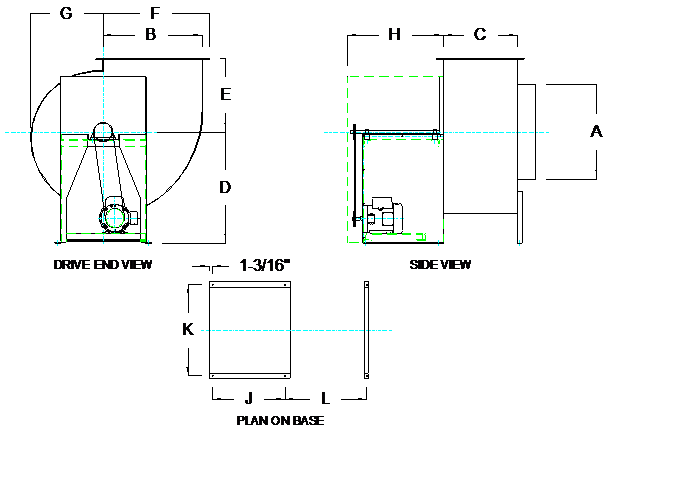 G F
B
H C
E
A
D
DRIVE END VIEW
SIDE VIEW
1-3/16"
K
J L
PLAN ON BASE